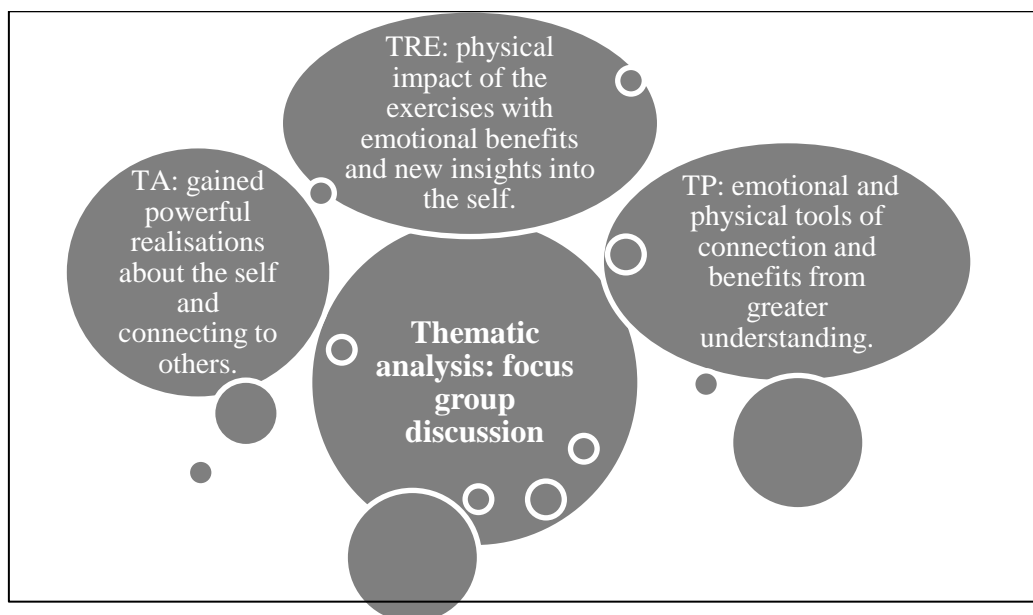 TRE: physical
impact of the
exercises with
emotional benefits
and new insights into
the self.
TA: gained
powerful
realisations
about the self
and
connecting to
others.
TP: emotional and
physical tools of
connection and
benefits from
greater
understanding.
Thematic
analysis: focus
group
discussion